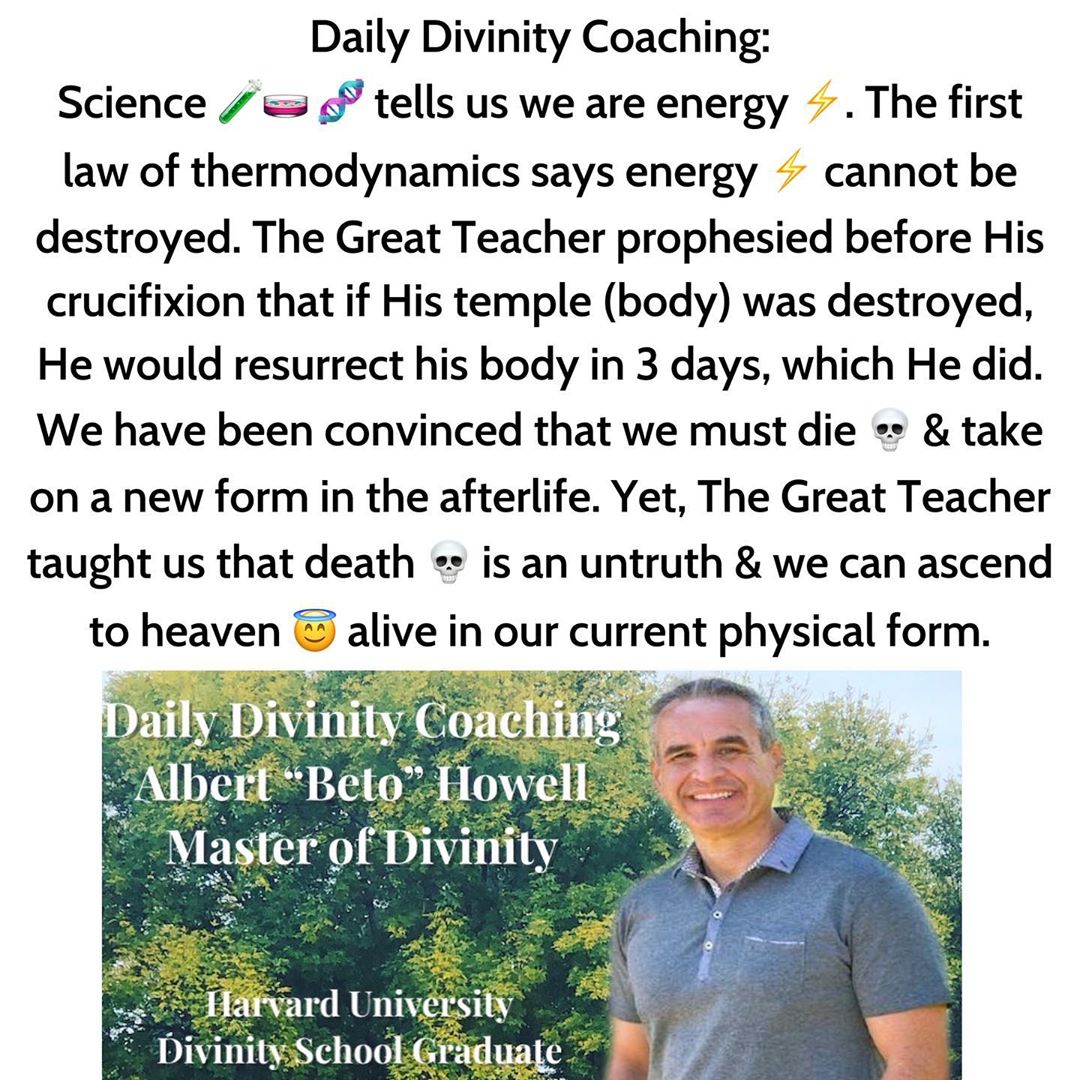 Daily Divinity Coaching:
Science 🧪🧫🧬 tells us we are energy ⚡. The first
law of thermodynamics says energy ⚡ cannot be
destroyed. The Great Teacher prophesied before His
crucifixion that if His temple (body) was destroyed,
He would resurrect his body in 3 days, which He did.
We have been convinced that we must die 💀 & take
on a new form in the afterlife. Yet, The Great Teacher
taught us that death 💀 is an untruth & we can ascend
to heaven 😇 alive in our current physical form.
Daily Divinity Coaching
Albert “Beto” Howell
Master of Divinity
Harvard University
Divinity School Graduate